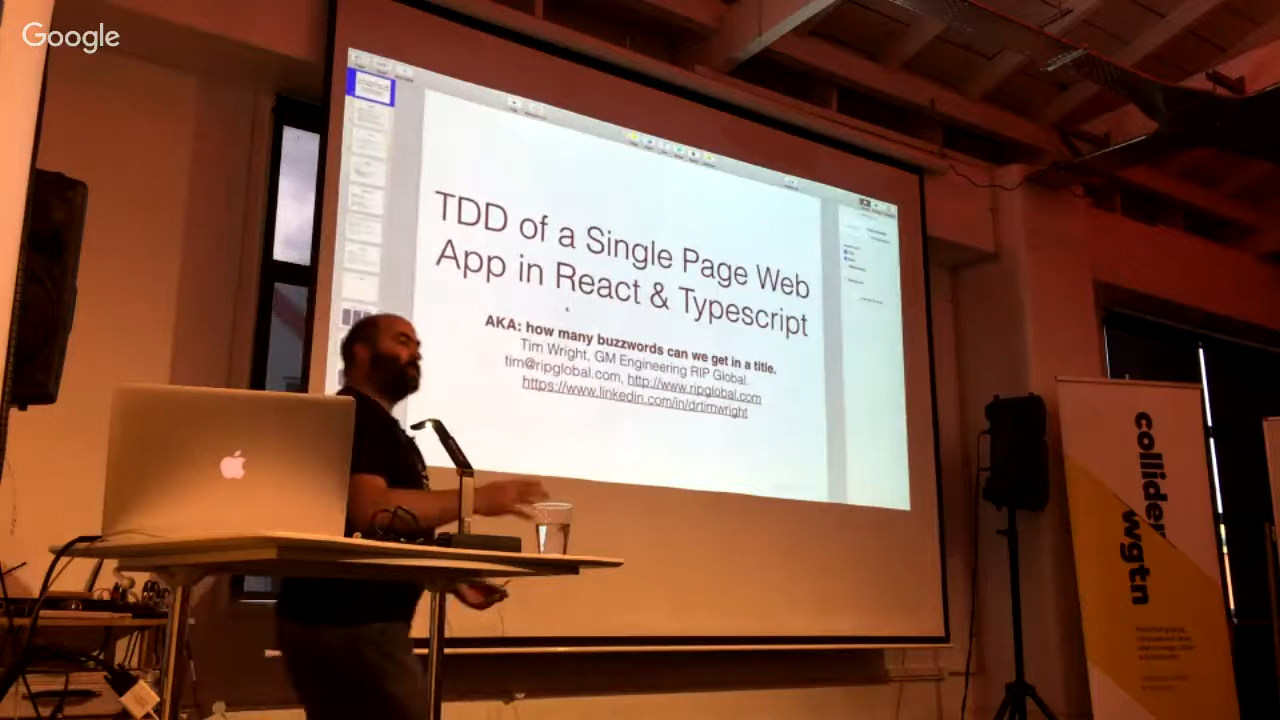 Google
TDD of a Single Page Web
App in React & Typescript
AKA: how many buzzwords can we get in a title.
Tim Wright, GM Engineering RIP Global.
tim@ripglobal.com, http://www.ripglobal.com
https://www.linkedin.com/in/drtimwright
collider
wgtn